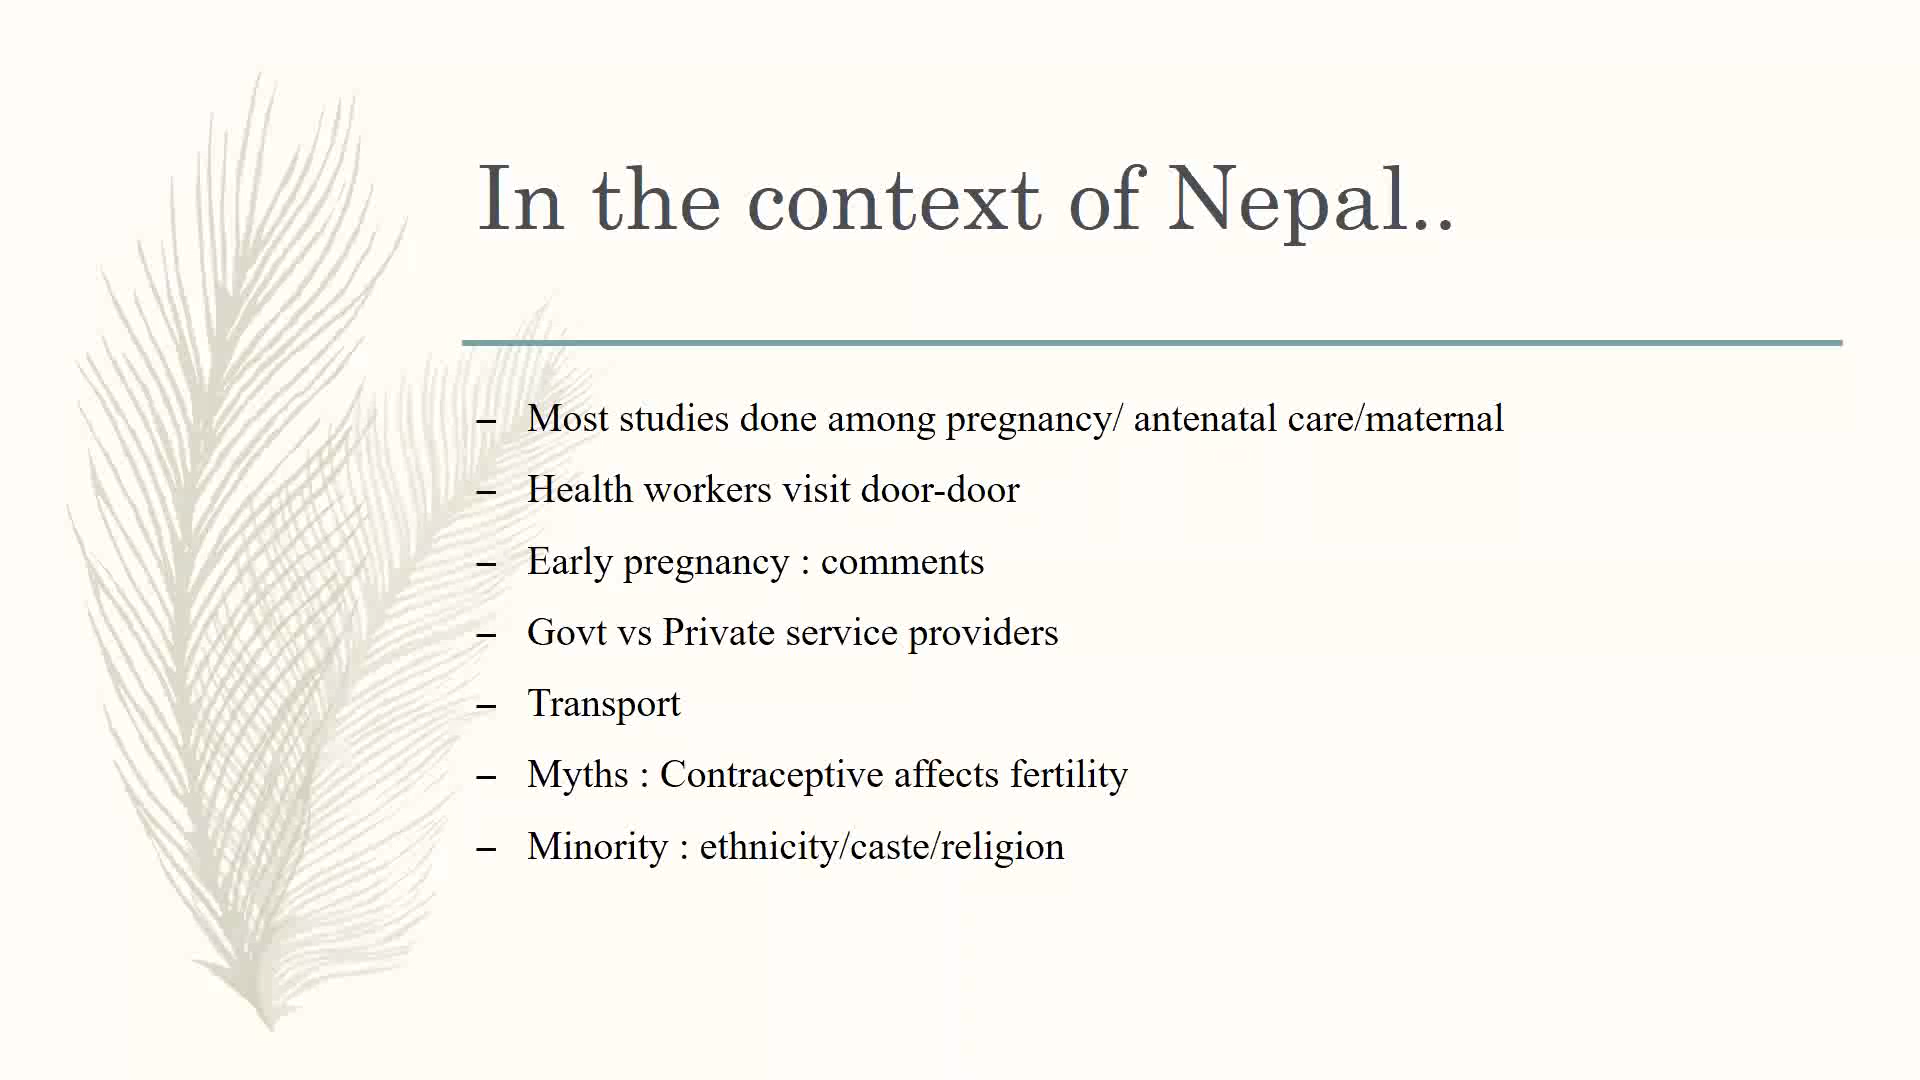 In the context of Nepal..
– Most studies done among pregnancy/ antenatal care/maternal
– Health workers visit door-door
– Early pregnancy : comments
– Govt vs Private service providers
– Transport
– Myths : Contraceptive affects fertility
– Minority : ethnicity/caste/religion